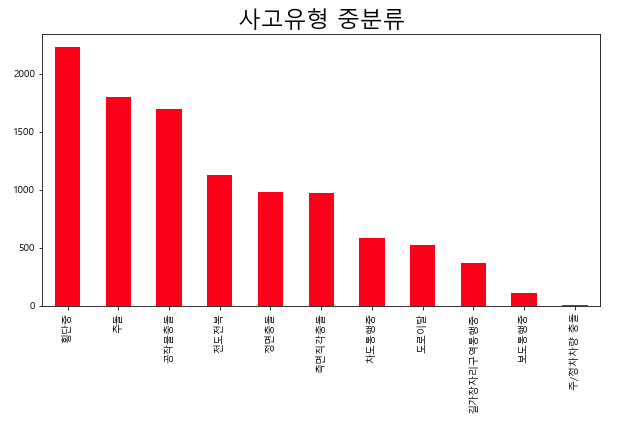 사고유형 중분류
2000
1500
1000
500
0
횡단중
추돌
공작물충돌
전도전복
정면충돌
측면직각충돌
차도통행중
도로이탈
길가장자리구역통행중
보도통행중
주/정차차량 충돌